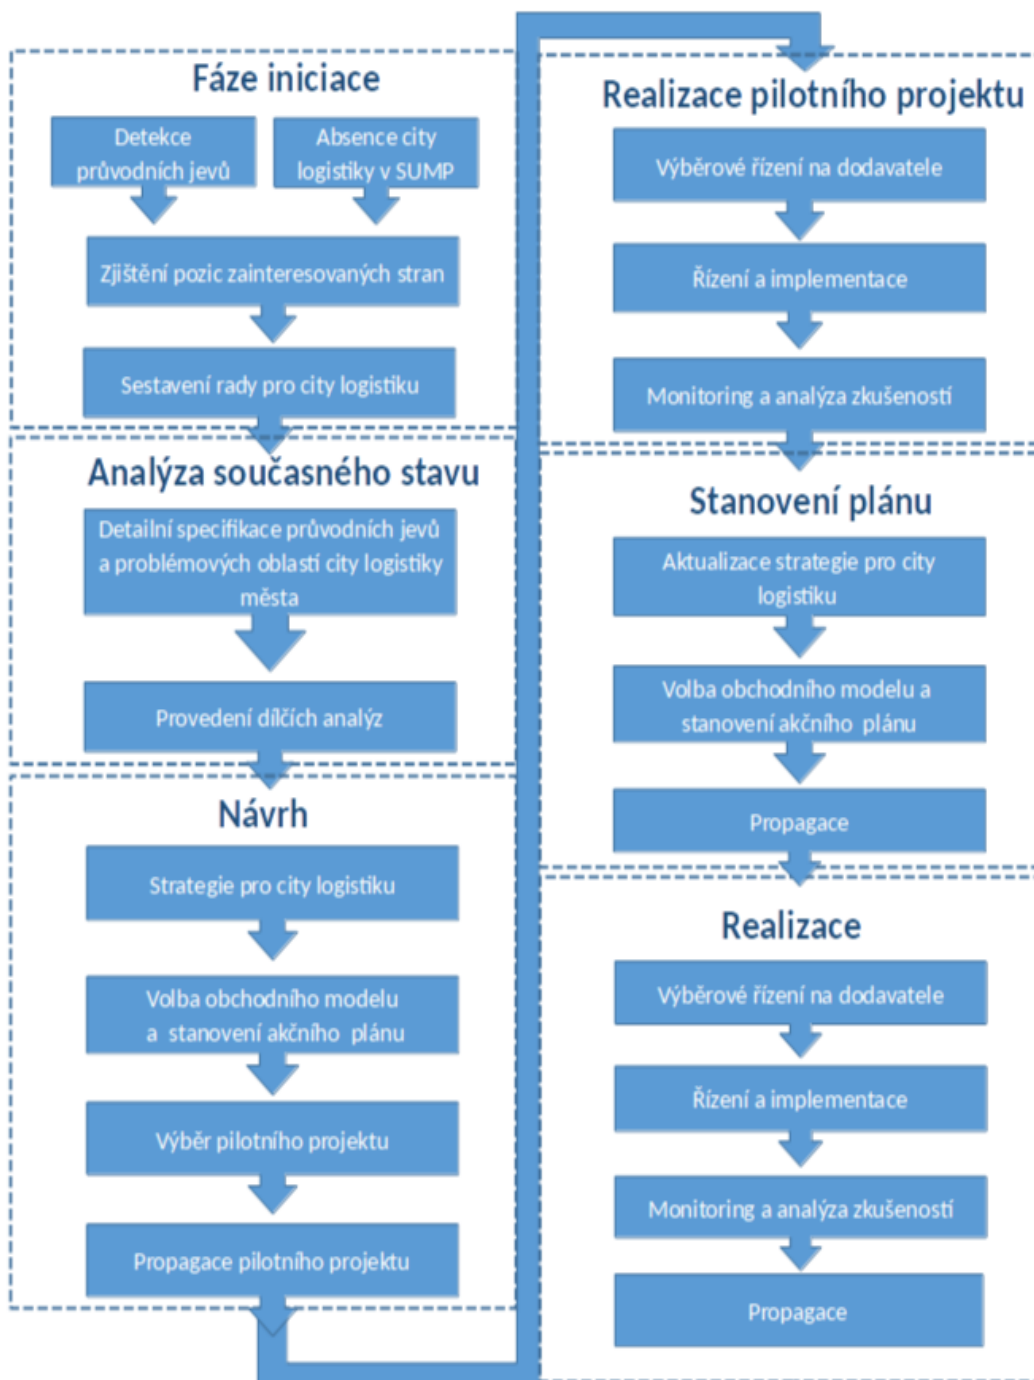 Fáze iniciace
Detekce
průvodních jevů
Absence city
logistiky v SUMP
Zjištění pozic zainteresovaných stran
Sestavení rady pro city logistiku
Analýza současného stavu
Detailní specifikace průvodních jevů
a problémových oblastí city logistiky
města
Provedení dílčích analýz
Návrh
Strategie pro city logistiku
Volba obchodního modelu
a stanovení akčního plánu
Výběr pilotního projektu
Propagace pilotního projektu
Realizace pilotního projektu
Výběrové řízení na dodavatele
Řízení a implementace
Monitoring a analýza zkušeností
Stanovení plánu
Aktualizace strategie pro city
logistiku
Volba obchodního modelu a
stanovení akčního plánu
Propagace
Realizace
Výběrové řízení na dodavatele
Řízení a implementace
Monitoring a analýza zkušeností
Propagace